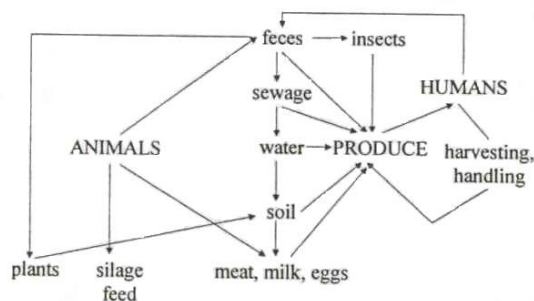 feces
insects
HUMANS
sewage
ANIMALS
water
PRODUCE
harvesting,
handling
soil
plants
silage
feed
meat, milk, eggs